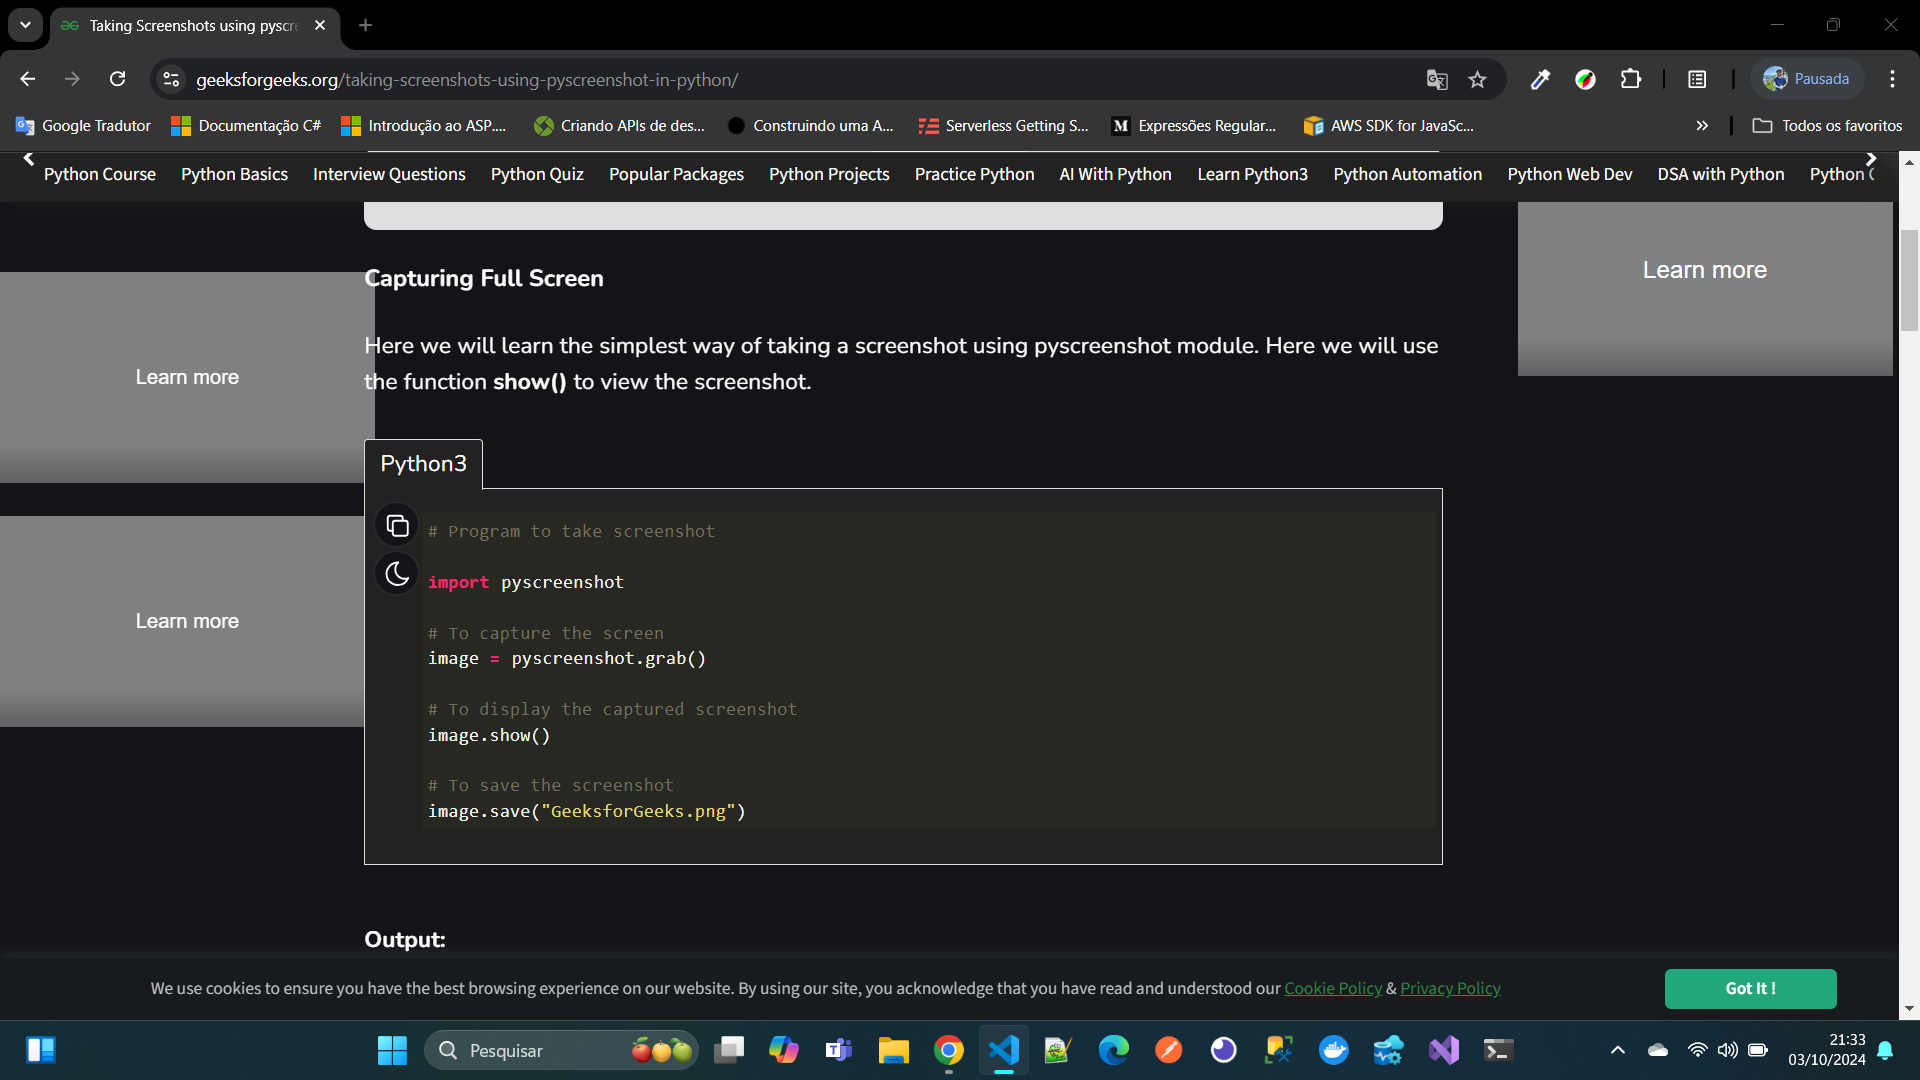 Taking Screenshots using pyscre
geeksforgeeks.org/taking-screenshots-using-pyscreenshot-in-python/
Pausada
Google Tradutor
Documentação C#
Introdução ao ASP....
Criando APIs de des...
Construindo uma A...
Serverless Getting S...
Expressões Regular...
AWS SDK for JavaSc...
Todos os favoritos
Python Course
Python Basics
Interview Questions
Python Quiz
Popular Packages
Python Projects
Practice Python
AI With Python
Learn Python3
Python Automation
Python Web Dev
DSA with Python
Python
Learn more
Capturing Full Screen
Here we will learn the simplest way of taking a screenshot using pyscreenshot module. Here we will use
the function show() to view the screenshot.
Learn more
Python3
# Program to take screenshot
import pyscreenshot
# To capture the screen
image = pyscreenshot.grab()
# To display the captured screenshot
image.show()
# To save the screenshot
image.save("GeeksforGeeks.png")
Learn more
Output:
We use cookies to ensure you have the best browsing experience on our website. By using our site, you acknowledge that you have read and understood our Cookie Policy & Privacy Policy
Got It !
Pesquisar
21:33
03/10/2024